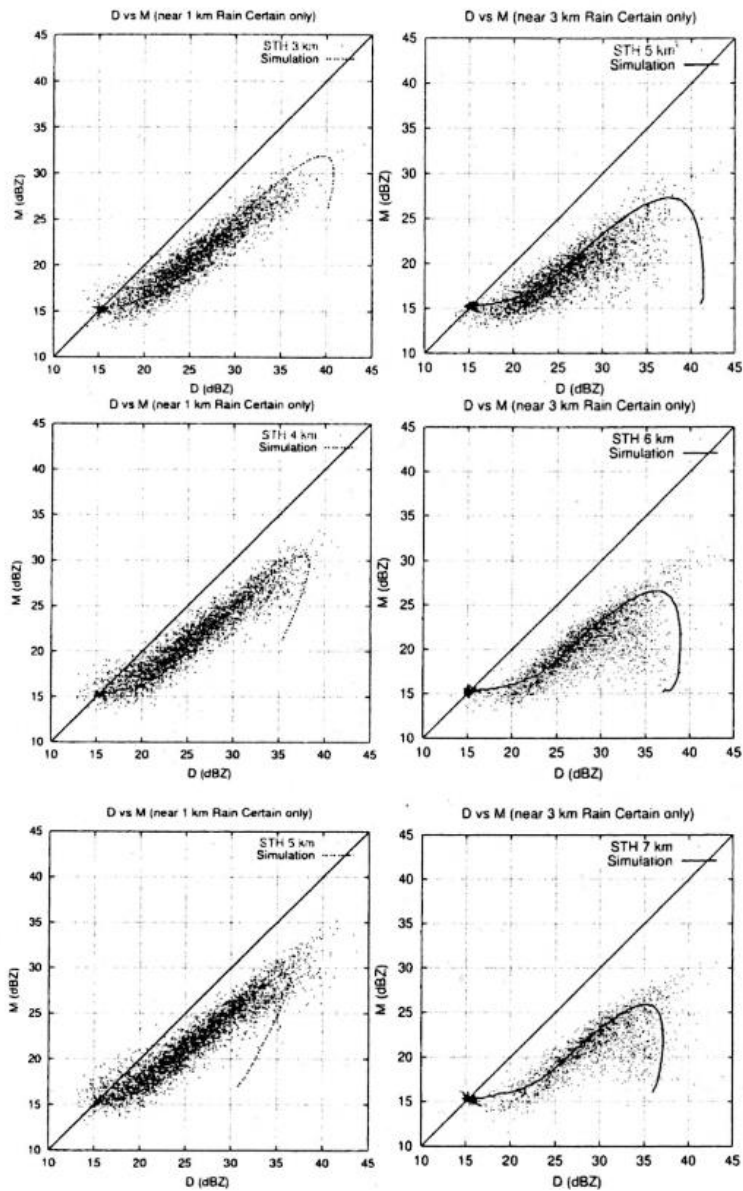 D vs M (near 1 km Rain Certain only)
STH 3 km
Simulation
M (dBZ)
45
40
35
30
25
20
15
10
10 15 20 25 30 35 40 45
D (dBZ)
D vs M (near 3 km Rain Certain only)
STH 5 km
Simulation
M (dBZ)
45
40
35
30
25
20
15
10
10 15 20 25 30 35 40 45
D (dBZ)
D vs M (near 1 km Rain Certain only)
STH 4 km
Simulation
M (dBZ)
45
40
35
30
25
20
15
10
10 15 20 25 30 35 40 45
D (dBZ)
D vs M (near 3 km Rain Certain only)
STH 6 km
Simulation
M (dBZ)
45
40
35
30
25
20
15
10
10 15 20 25 30 35 40 45
D (dBZ)
D vs M (near 1 km Rain Certain only)
STH 5 km
Simulation
M (dBZ)
45
40
35
30
25
20
15
10
10 15 20 25 30 35 40 45
D (dBZ)
D vs M (near 3 km Rain Certain only)
STH 7 km
Simulation
M (dBZ)
45
40
35
30
25
20
15
10
10 15 20 25 30 35 40 45
D (dBZ)